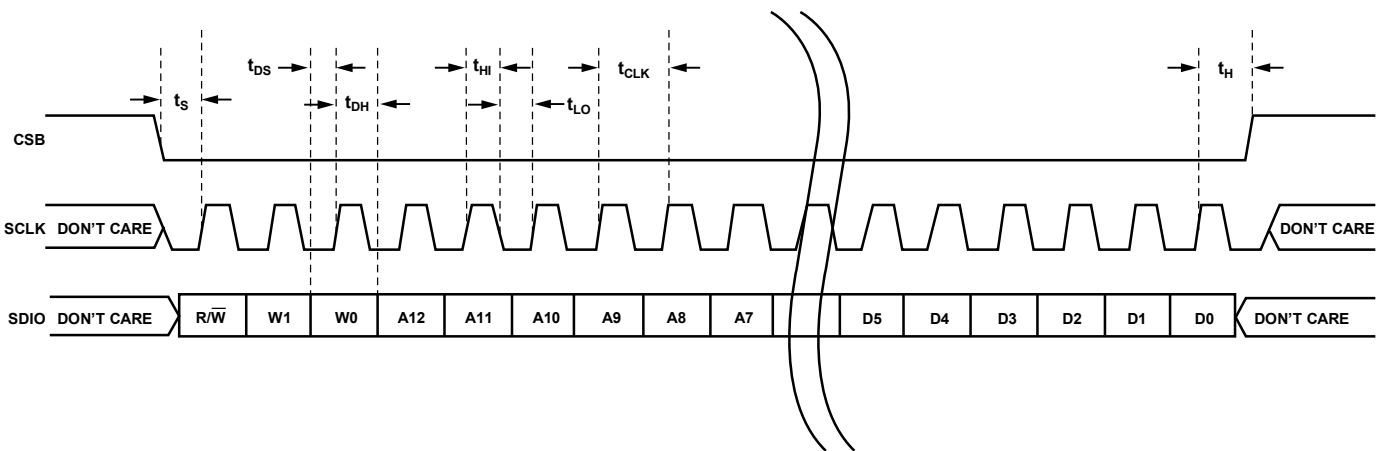 tDS tHI tCLK tH
tS tDH tLO
CSB
SCLK DON'T CARE DON'T CARE
SDIO DON'T CARE R/W̅ W1 W0 A12 A11 A10 A9 A8 A7 D5 D4 D3 D2 D1 D0 DON'T CARE